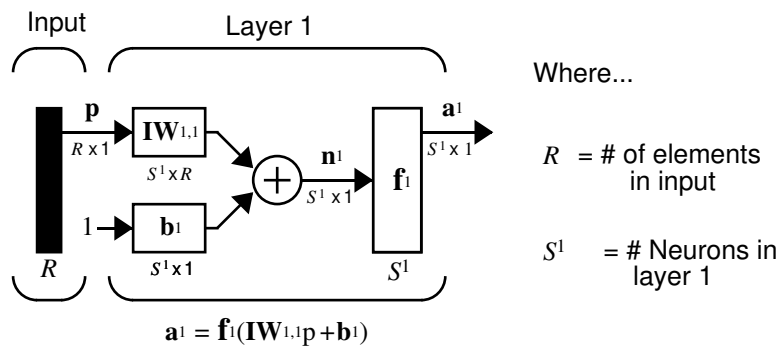 Input
Layer 1
p
R x 1
IW1,1
S1 x R
1
b1
S1 x 1
R
n1
S1 x 1
f1
S1
a1
S1 x 1
a1 = f1(IW1,1p +b1)
Where...
R = # of elements
in input
S1 = # Neurons in
layer 1